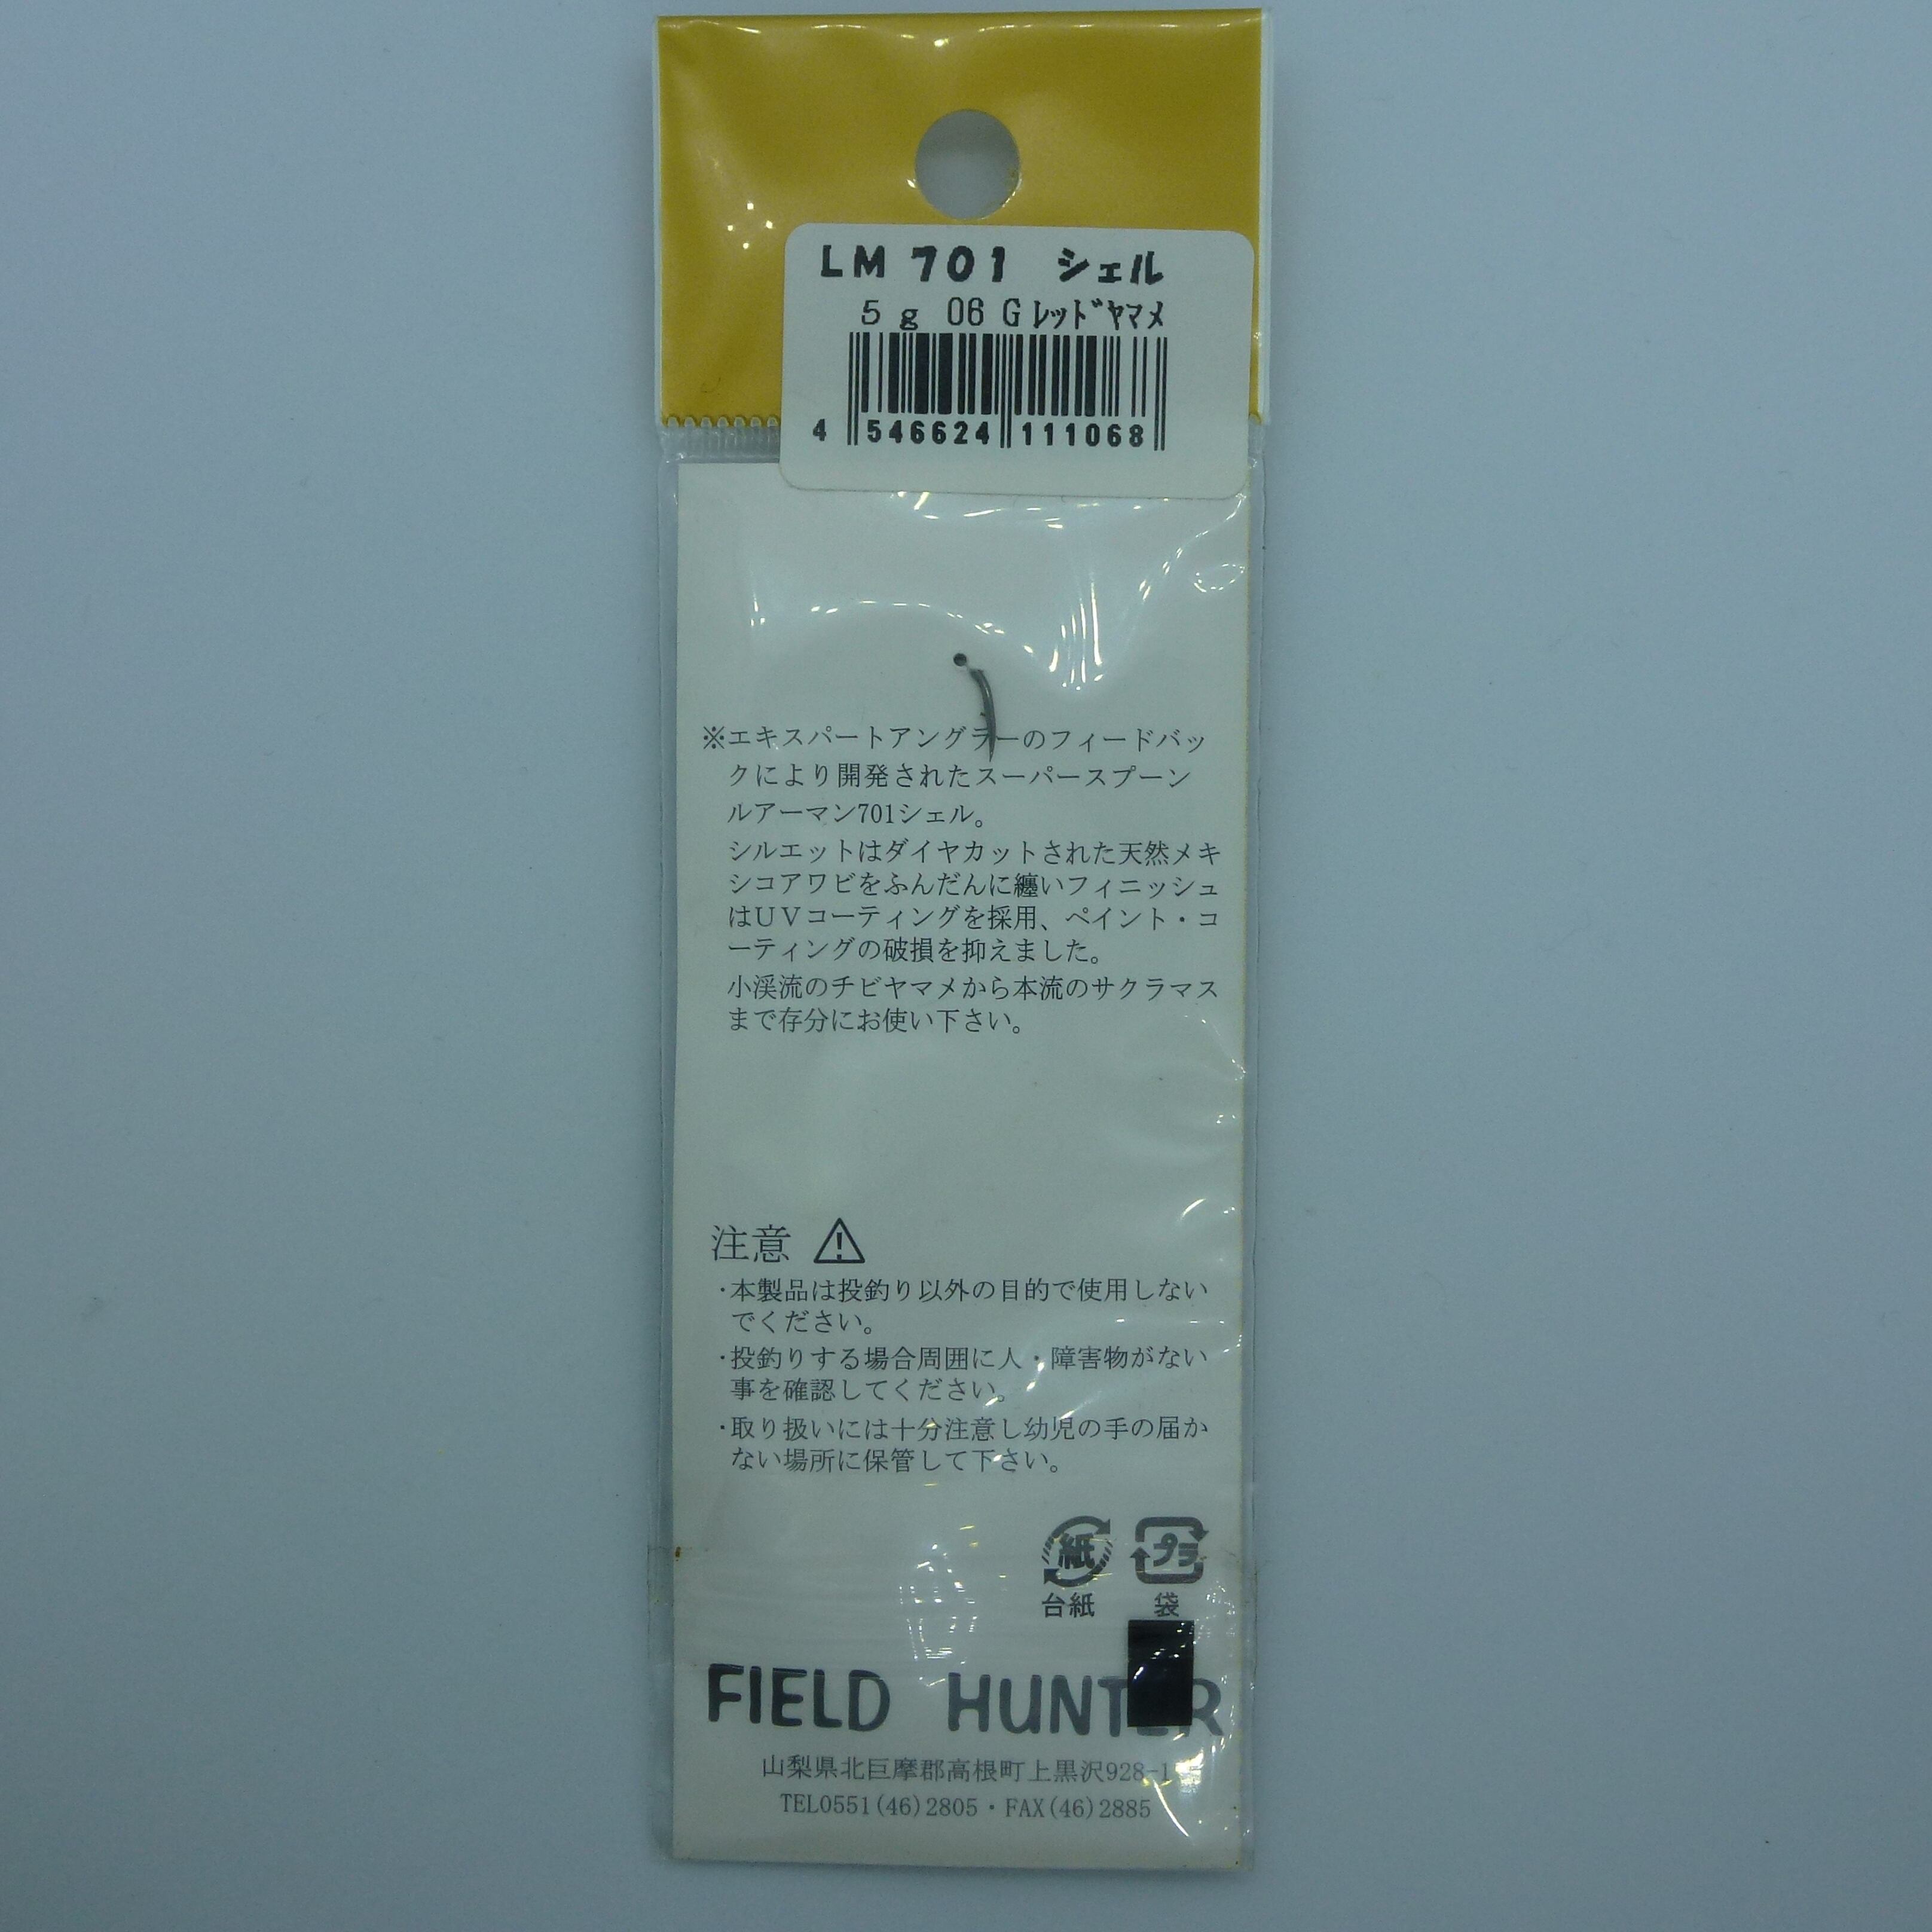 LM 701 シェル
5g 06 Gレッドヤマメ
4 546624 111068
※エキスパートアングラーのフィードバッ
クにより開発されたスーパースプーン
ルアーマン701シェル。
シルエットはダイヤカットされた天然メキ
シコアワビをふんだんに纏いフィニッシュ
はUVコーティングを採用、ペイント・コ
ーティングの破損を抑えました。
小渓流のチビヤマメから本流のサクラマス
まで存分にお使い下さい。
注意
・本製品は投釣り以外の目的で使用しない
でください。
・投釣りする場合周囲に人・障害物がない
事を確認してください。
・取り扱いには十分注意し幼児の手の届か
ない場所に保管して下さい。
紙 プラ
台紙 袋
FIELD HUNTER
山梨県北巨摩郡高根町上黒沢
TEL0551(46)2805・FAX(46)2885